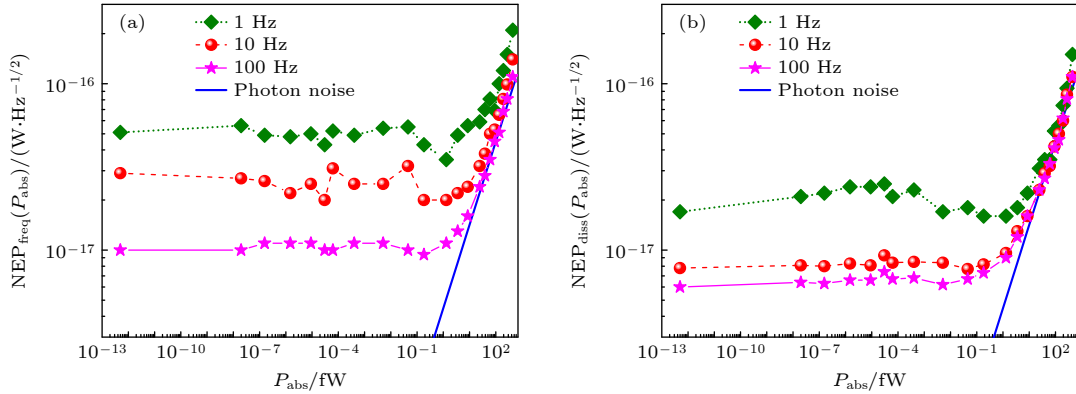 (a)
1 Hz
10 Hz
100 Hz
Photon noise
NEP_freq(P_abs)/(W·Hz^-1/2)
10^-16
10^-17
10^-13 10^-10 10^-7 10^-4 10^-1 10^2
P_abs/fW
(b)
1 Hz
10 Hz
100 Hz
Photon noise
NEP_diss(P_abs)/(W·Hz^-1/2)
10^-16
10^-17
10^-13 10^-10 10^-7 10^-4 10^-1 10^2
P_abs/fW